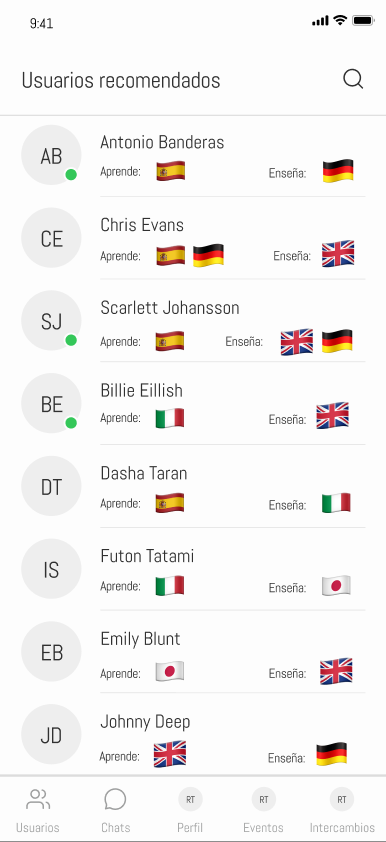 9:41
Usuarios recomendados
AB
Antonio Banderas
Aprende: Enseña:
CE
Chris Evans
Aprende: Enseña:
SJ
Scarlett Johansson
Aprende: Enseña:
BE
Billie Eillish
Aprende: Enseña:
DT
Dasha Taran
Aprende: Enseña:
IS
Futon Tatami
Aprende: Enseña:
EB
Emily Blunt
Aprende: Enseña:
JD
Johnny Deep
Aprende: Enseña:
RT RT RT
Usuarios Chats Perfil Eventos Intercambios